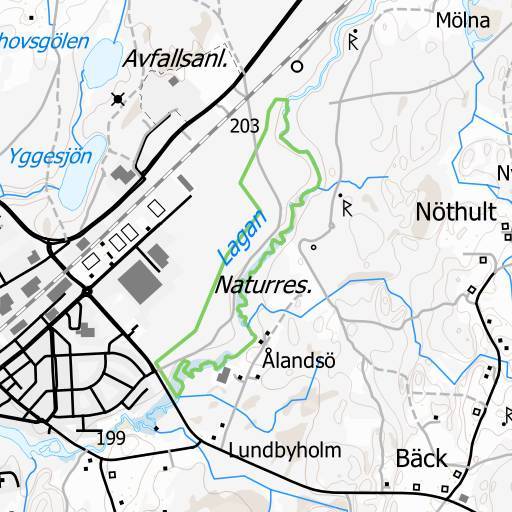 Mölna
hovsgölen
Avfallsanl.
R
203
Yggesjön
R
Nöthult
Lagan
Naturres.
Ålandsö
199
Lundbyholm
Bäck